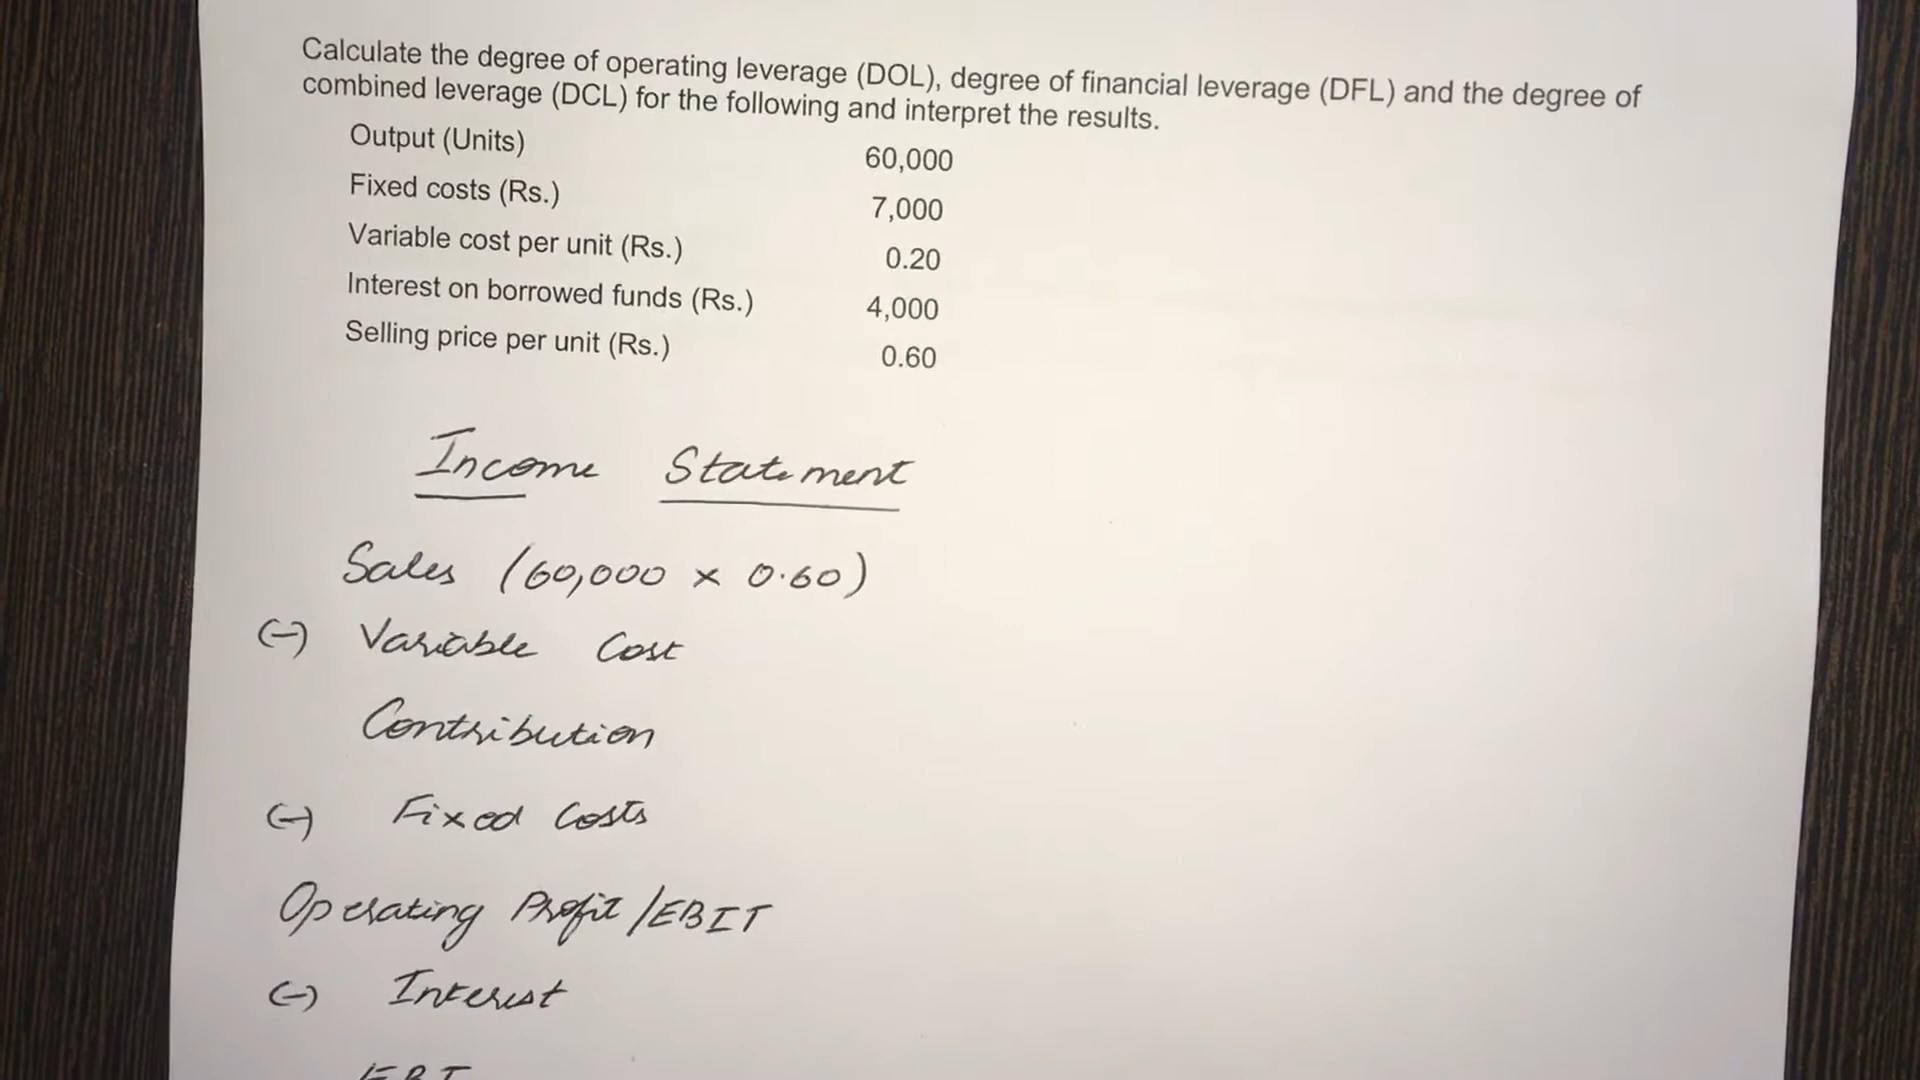 Calculate the degree of operating leverage (DOL), degree of financial leverage (DFL) and the degree of
combined leverage (DCL) for the following and interpret the results.
Output (Units) 60,000
Fixed costs (Rs.) 7,000
Variable cost per unit (Rs.) 0.20
Interest on borrowed funds (Rs.) 4,000
Selling price per unit (Rs.) 0.60
Income Statement
Sales (60,000 x 0.60)
(-) Variable Cost
Contribution
(-) Fixed Costs
Operating Profit /EBIT
(-) Interest